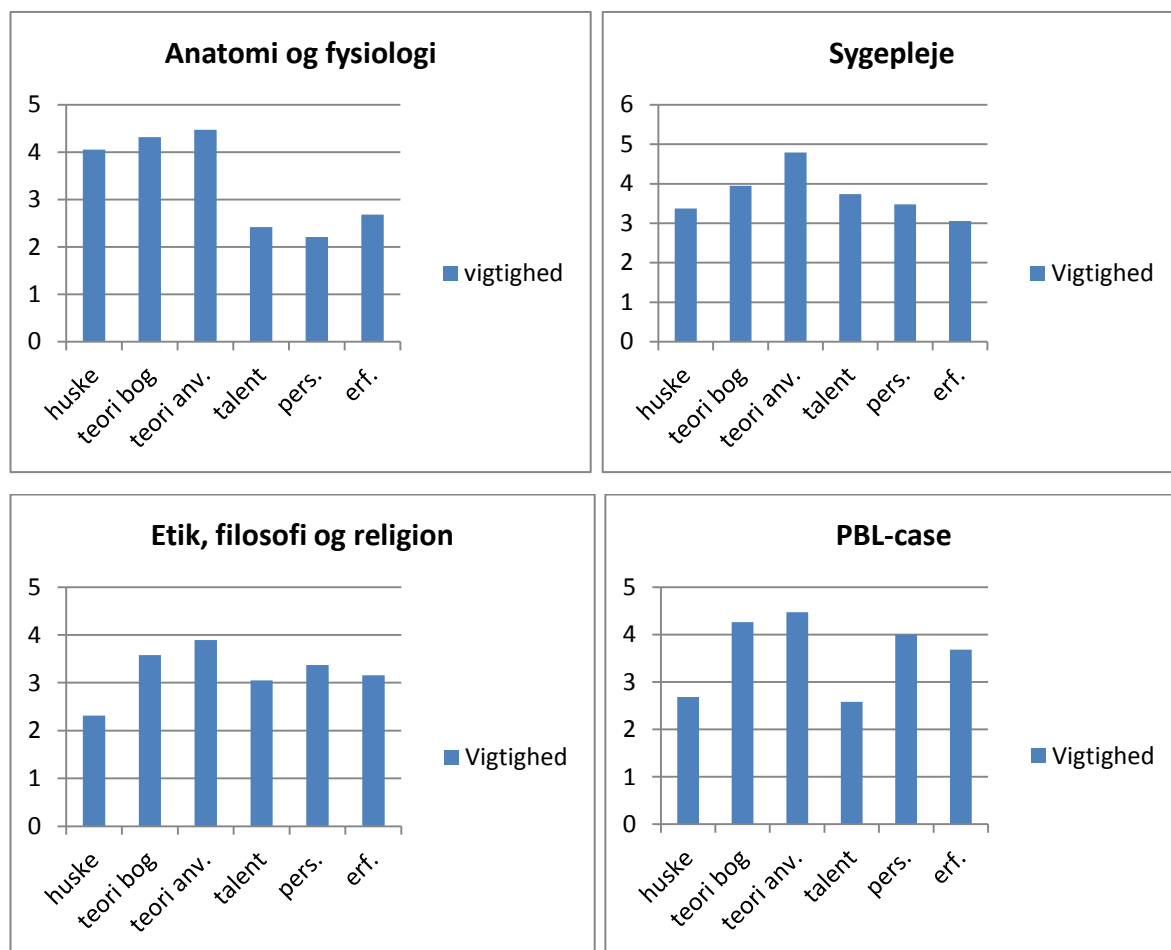 Anatomi og fysiologi
5
4
3
2
1
0
huske
teori bog
teori anv.
talent
pers.
erf.
vigtighed
Sygepleje
6
5
4
3
2
1
0
huske
teori bog
teori anv.
talent
pers.
erf.
Vigtighed
Etik, filosofi og religion
5
4
3
2
1
0
huske
teori bog
teori anv.
talent
pers.
erf.
Vigtighed
PBL-case
5
4
3
2
1
0
huske
teori bog
teori anv.
talent
pers.
erf.
Vigtighed